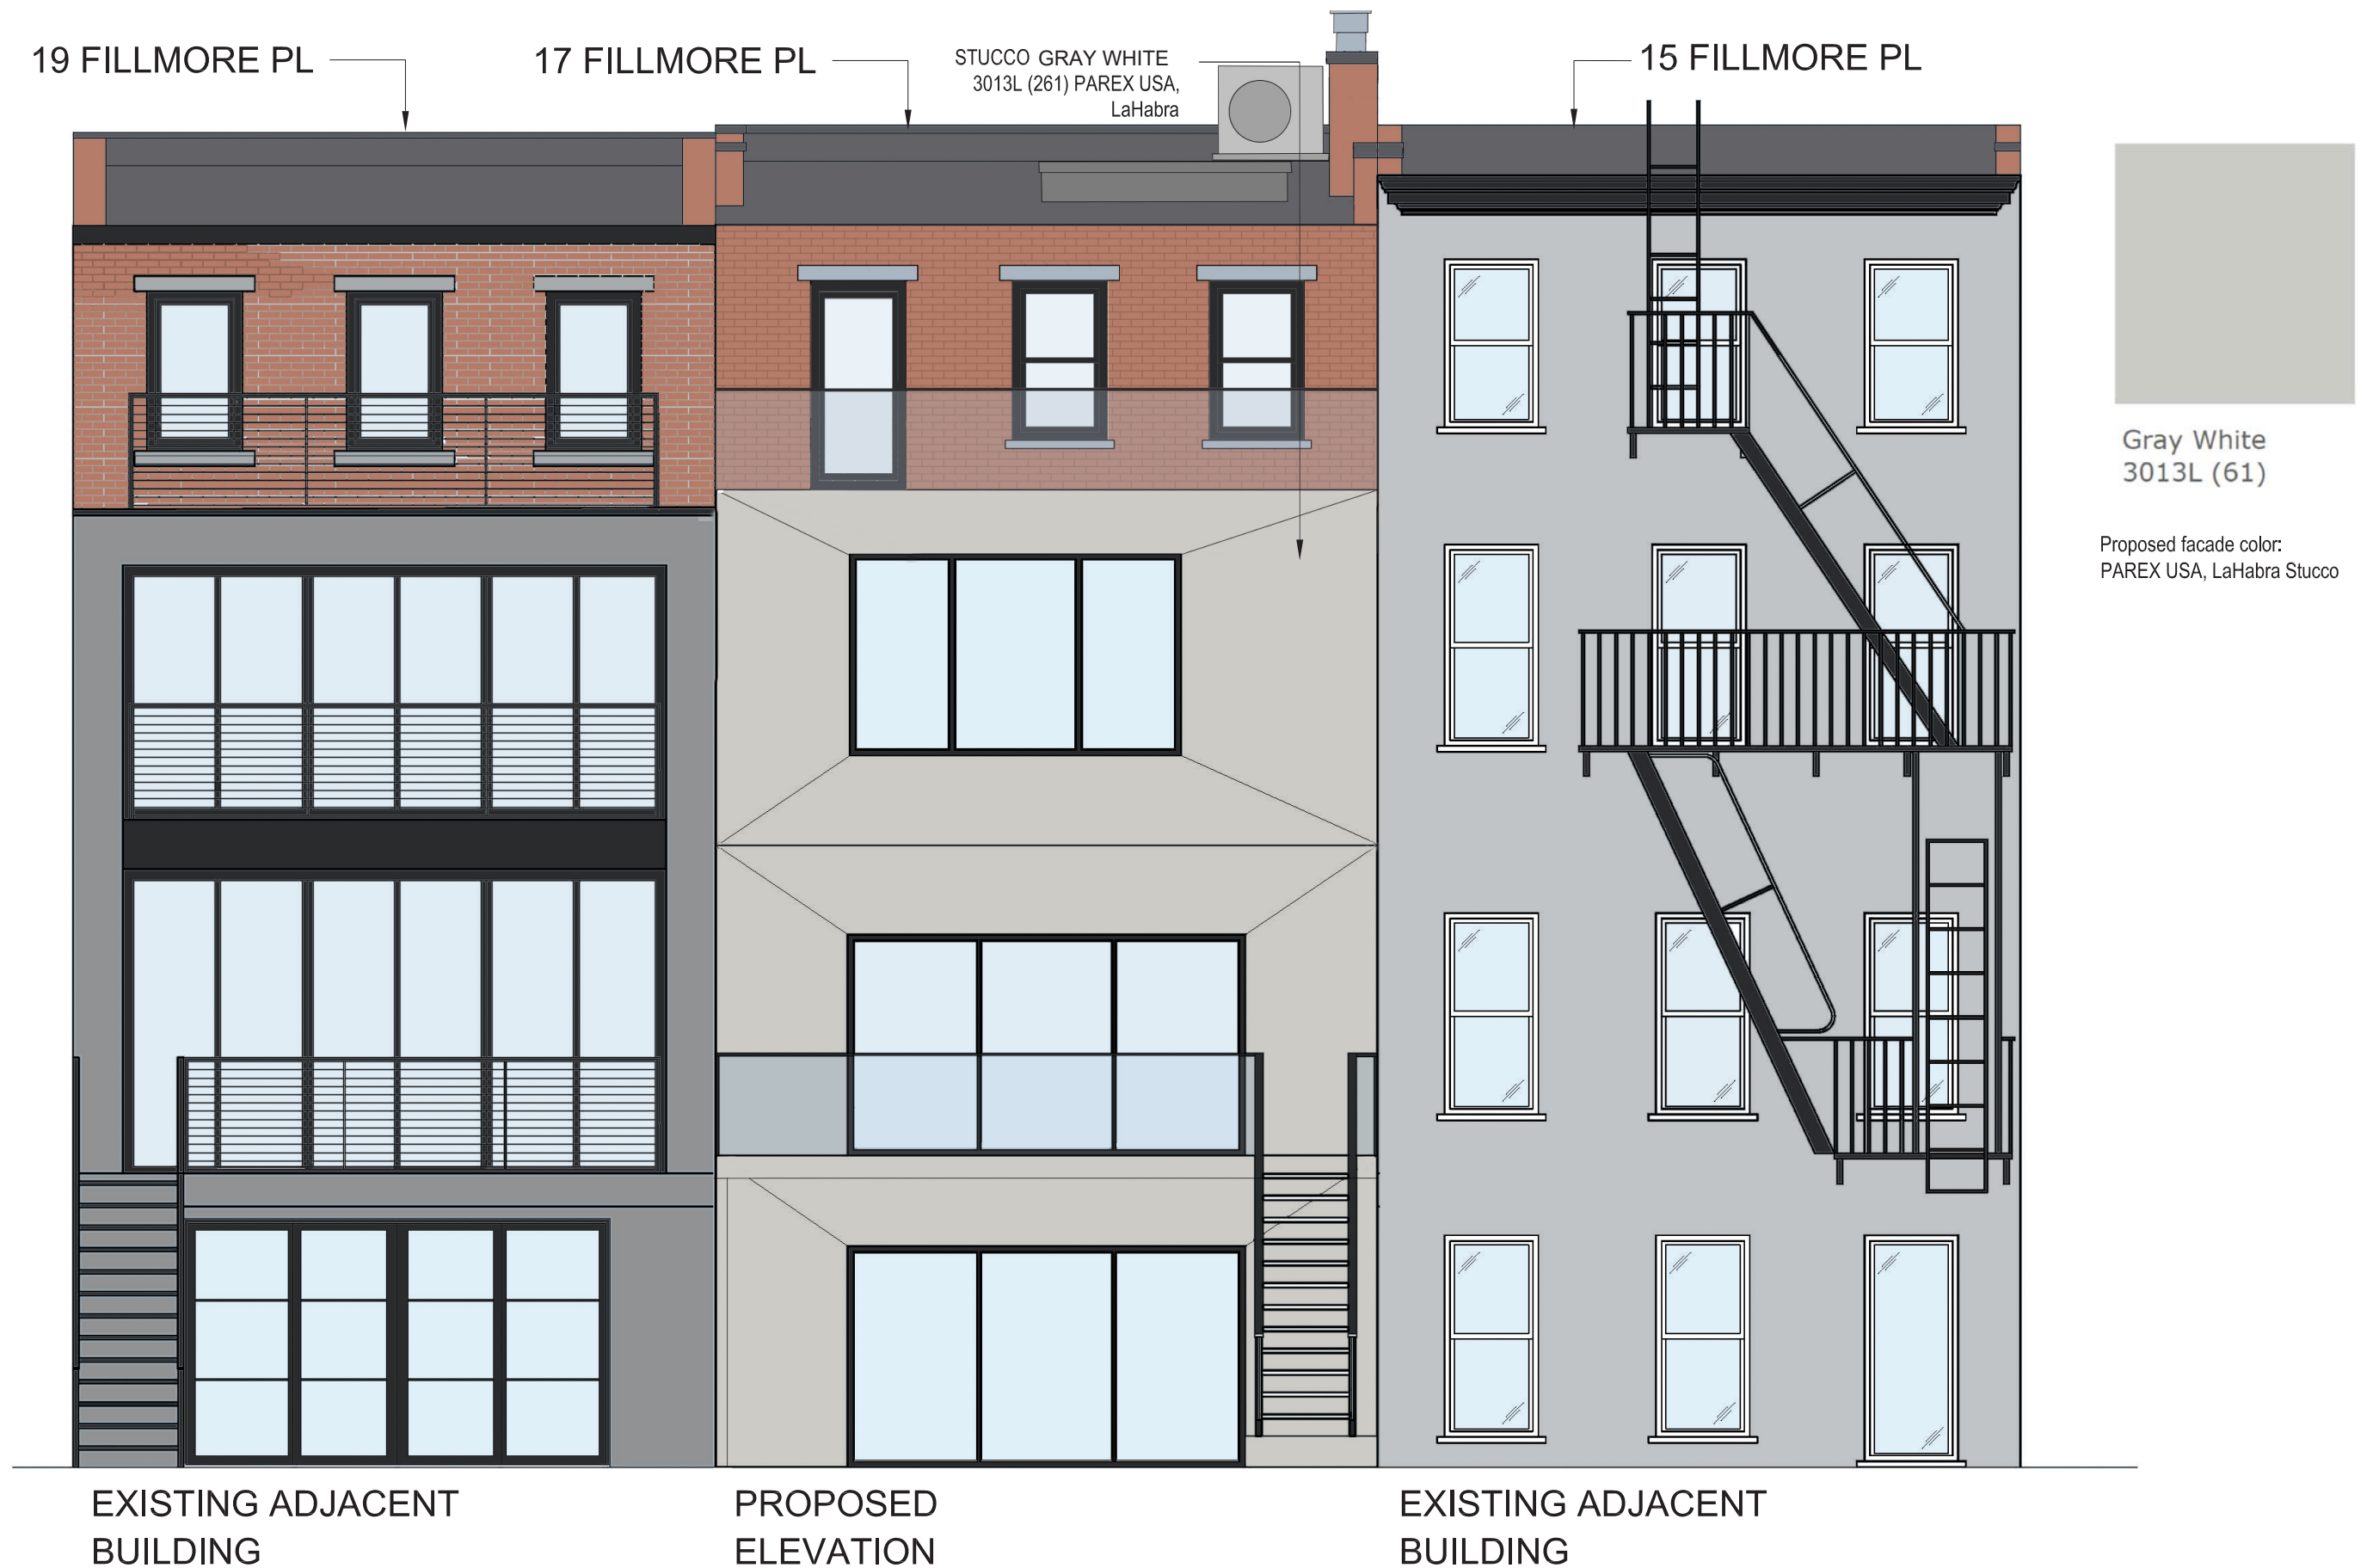 19 FILLMORE PL
17 FILLMORE PL
STUCCO GRAY WHITE
3013L (261) PAREX USA,
LaHabra
15 FILLMORE PL
Gray White
3013L (61)
Proposed facade color:
PAREX USA, LaHabra Stucco
EXISTING ADJACENT
BUILDING
PROPOSED
ELEVATION
EXISTING ADJACENT
BUILDING